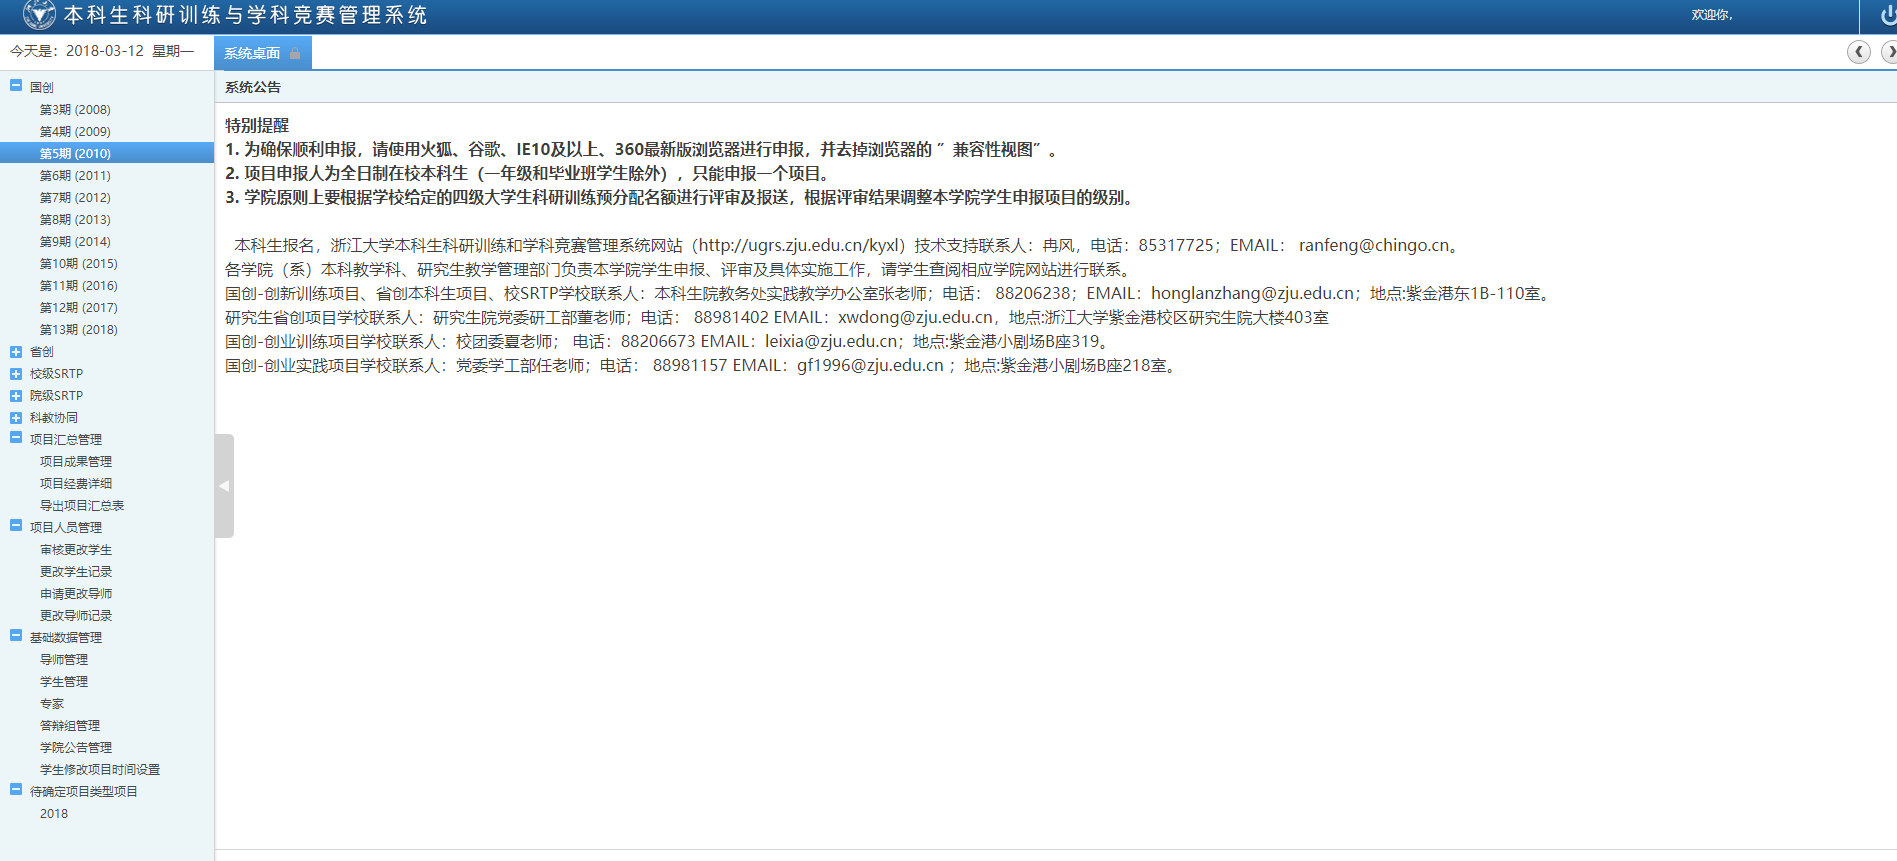 本科生科研训练与学科竞赛管理系统
欢迎你,
今天是：2018-03-12 星期一
系统桌面
国创
第3期 (2008)
第4期 (2009)
第5期 (2010)
第6期 (2011)
第7期 (2012)
第8期 (2013)
第9期 (2014)
第10期 (2015)
第11期 (2016)
第12期 (2017)
第13期 (2018)
省创
校级SRTP
院级SRTP
科教协同
项目汇总管理
项目成果管理
项目经费详细
导出项目汇总表
项目人员管理
审核更改学生
更改学生记录
申请更改导师
更改导师记录
基础数据管理
导师管理
学生管理
专家
答辩组管理
学院公告管理
学生修改项目时间设置
待确定项目类型项目
2018
系统公告
特别提醒
1. 为确保顺利申报，请使用火狐、谷歌、IE10及以上、360最新版浏览器进行申报，并去掉浏览器的 ”兼容性视图” 。
2. 项目申报人为全日制在校本科生（一年级和毕业班学生除外），只能申报一个项目。
3. 学院原则上要根据学校给定的四级大学生科研训练预分配名额进行评审及报送，根据评审结果调整本学院学生申报项目的级别。
本科生报名，浙江大学本科生科研训练和学科竞赛管理系统网站（http://ugrs.zju.edu.cn/kyxl）技术支持联系人：冉风，电话：85317725；EMAIL： ranfeng@chingo.cn。
各学院（系）本科教学科、研究生教学管理部门负责本学院学生申报、评审及具体实施工作，请学生查阅相应学院网站进行联系。
国创-创新训练项目、省创本科生项目、校SRTP学校联系人：本科生院教务处实践教学办公室张老师；电话： 88206238；EMAIL：honglanzhang@zju.edu.cn；地点:紫金港东1B-110室。
研究生省创项目学校联系人：研究生院党委研工部董老师；电话： 88981402 EMAIL：xwdong@zju.edu.cn，地点:浙江大学紫金港校区研究生院大楼403室
国创-创业训练项目学校联系人：校团委夏老师； 电话：88206673 EMAIL：leixia@zju.edu.cn；地点:紫金港小剧场B座319。
国创-创业实践项目学校联系人：党委学工部任老师；电话： 88981157 EMAIL：gf1996@zju.edu.cn ；地点:紫金港小剧场B座218室。